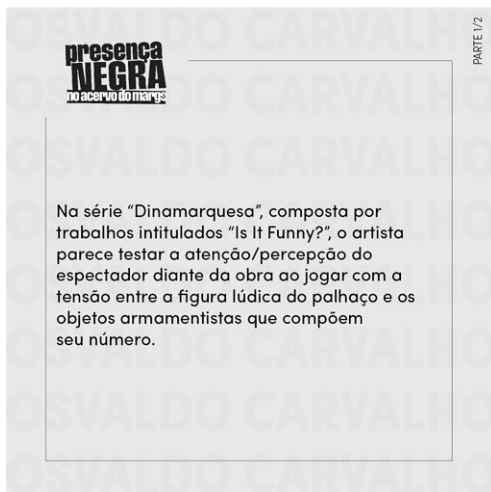 OSVALDO CARVALHO
PARTE 1/2
presença
NEGRA
no acervo do margs
OSVALDO CARVALHO
OSVALDO CARVALHO
Na série “Dinamarquesa”, composta por
trabalhos intitulados “Is It Funny?”, o artista
parece testar a atenção/percepção do
espectador diante da obra ao jogar com a
tensão entre a figura lúdica do palhaço e os
objetos armamentistas que compõem
seu número.
OSVALDO CARVALHO
OSVALDO CARVALHO